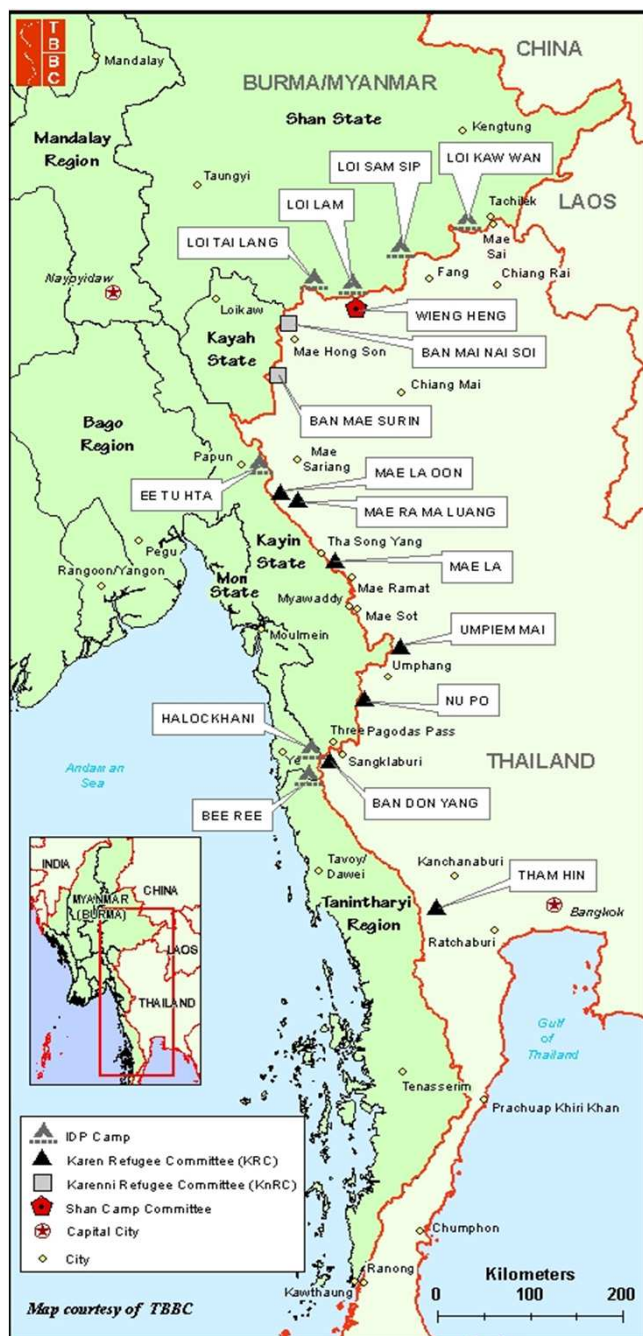 T
B
B
C
CHINA
Mandalay
BURMA/MYANMAR
Shan State
Kengtung
Mandalay
Region
LOI SAM SIP
LOI KAW WAN
Taungyi
LOI LAM
LAOS
Tachilek
LOI TAI LANG
Mae
Sai
Nayoyidaw
Fang
Chiang Rai
Loikaw
WIENG HENG
Kayah
State
Mae Hong Son
BAN MAI NAI SOI
Chiang Mai
Bago
Region
BAN MAE SURIN
Papun
Mae
Sariang
MAE LA OON
EE TU HTA
MAE RA MA LUANG
Kayin
State
Pegu
Tha Song Yang
MAE LA
Rangoon/Yangon
Mon
State
Mae Ramat
Myawaddy
Mae Sot
Moulmein
UMPIEM MAI
Umphang
NU PO
HALOCKHANI
Three Pagodas Pass
Ye
Sangklaburi
THAILAND
Andaman
Sea
BEE REE
BAN DON YANG
Tavoy/
Dawei
Kanchanaburi
THAM HIN
Tanintharyi
Region
Bangkok
Ratchaburi
INDIA
CHINA
MYANMAR
(BURMA)
LAOS
THAILAND
Gulf
of
Thailand
Tenasserim
Prachuap Khiri Khan
IDP Camp
Karen Refugee Committee (KRC)
Karenni Refugee Committee (KnRC)
Shan Camp Committee
Capital City
City
Chumphon
Ranong
Kawthaung
Kilometers
0 100 200
Map courtesy of TBBC